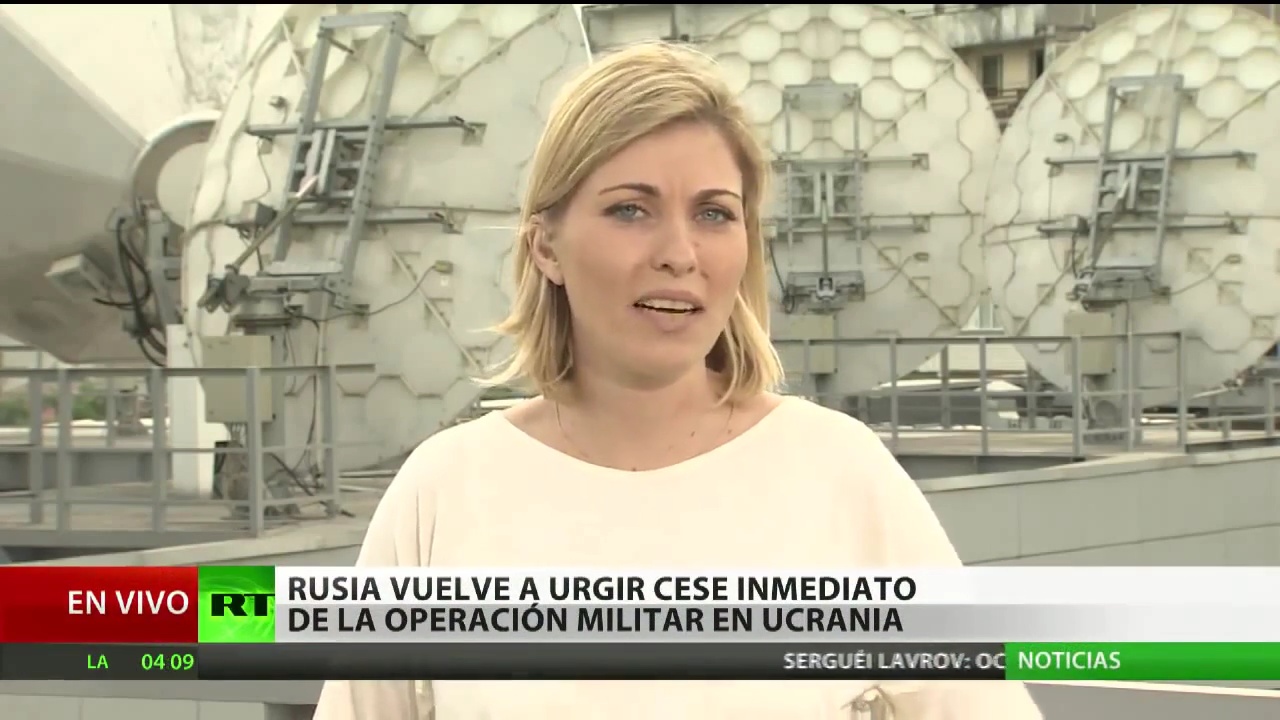 EN VIVO
RT
RUSIA VUELVE A URGIR CESE INMEDIATO
DE LA OPERACIÓN MILITAR EN UCRANIA
LA 04:09
SERGUÉI LAVROV: OC
NOTICIAS